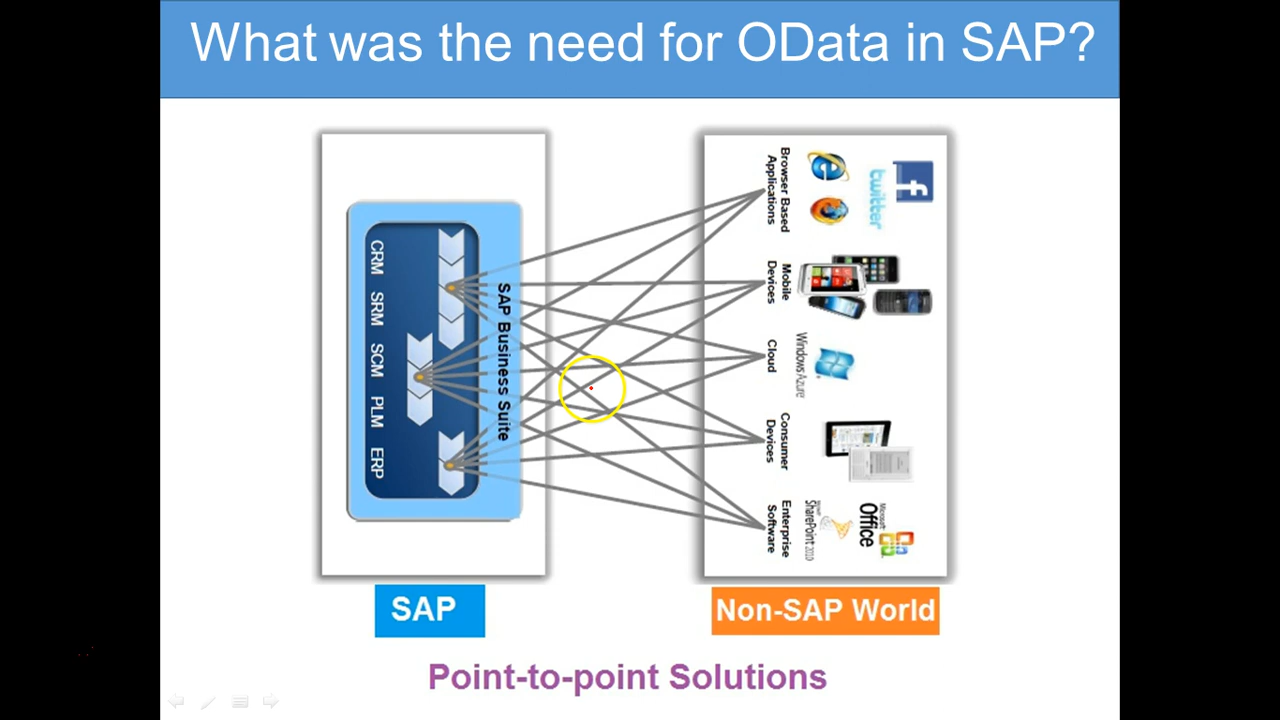 What was the need for OData in SAP?
CRM
SRM
SCM
PLM
ERP
SAP Business Suite
Browser Based
Applications
twitter
f
Mobile
Devices
Cloud
Windows Azure
Consumer
Devices
Enterprise
Software
SharePoint 2010
Microsoft
Office
SAP
Non-SAP World
Point-to-point Solutions